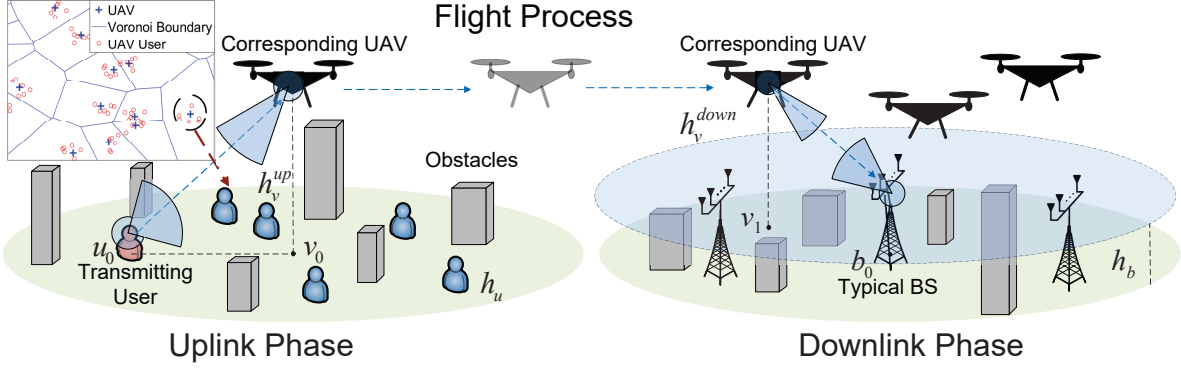 Flight Process
UAV
Voronoi Boundary
UAV User
Corresponding UAV
Corresponding UAV
h_v^{up}
Obstacles
u_0
v_0
Transmitting
User
h_u
h_v^{down}
v_1
b_0
Typical BS
h_b
Uplink Phase
Downlink Phase